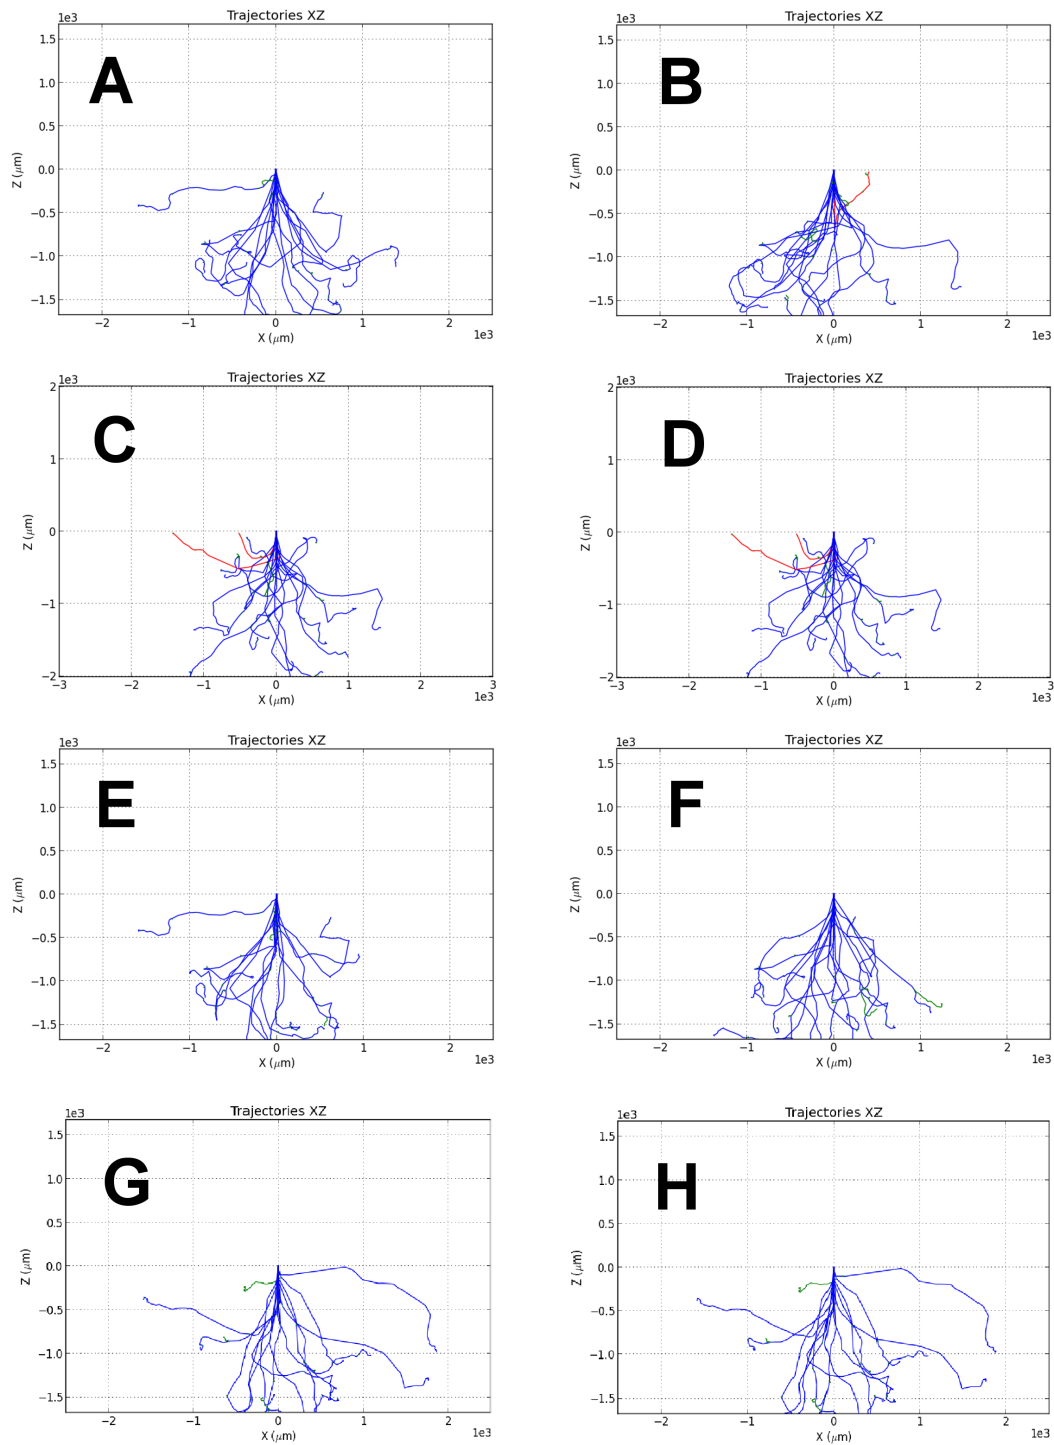 Trajectories XZ
1e3
1.5
1.0
0.5
0.0
−0.5
−1.0
−1.5
Z (μm)
A
−2 −1 0 1 2
1e3
X (μm)
Trajectories XZ
1e3
1.5
1.0
0.5
0.0
−0.5
−1.0
−1.5
Z (μm)
B
−2 −1 0 1 2
1e3
X (μm)
Trajectories XZ
1e3
2
1
0
−1
−2
Z (μm)
C
−3 −2 −1 0 1 2 3
1e3
X (μm)
Trajectories XZ
1e3
2
1
0
−1
−2
Z (μm)
D
−3 −2 −1 0 1 2 3
1e3
X (μm)
Trajectories XZ
1e3
1.5
1.0
0.5
0.0
−0.5
−1.0
−1.5
Z (μm)
E
−2 −1 0 1 2
1e3
X (μm)
Trajectories XZ
1e3
1.5
1.0
0.5
0.0
−0.5
−1.0
−1.5
Z (μm)
F
−2 −1 0 1 2
1e3
X (μm)
Trajectories XZ
1e3
1.5
1.0
0.5
0.0
−0.5
−1.0
−1.5
Z (μm)
G
−2 −1 0 1 2
1e3
X (μm)
Trajectories XZ
1e3
1.5
1.0
0.5
0.0
−0.5
−1.0
−1.5
Z (μm)
H
−2 −1 0 1 2
1e3
X (μm)